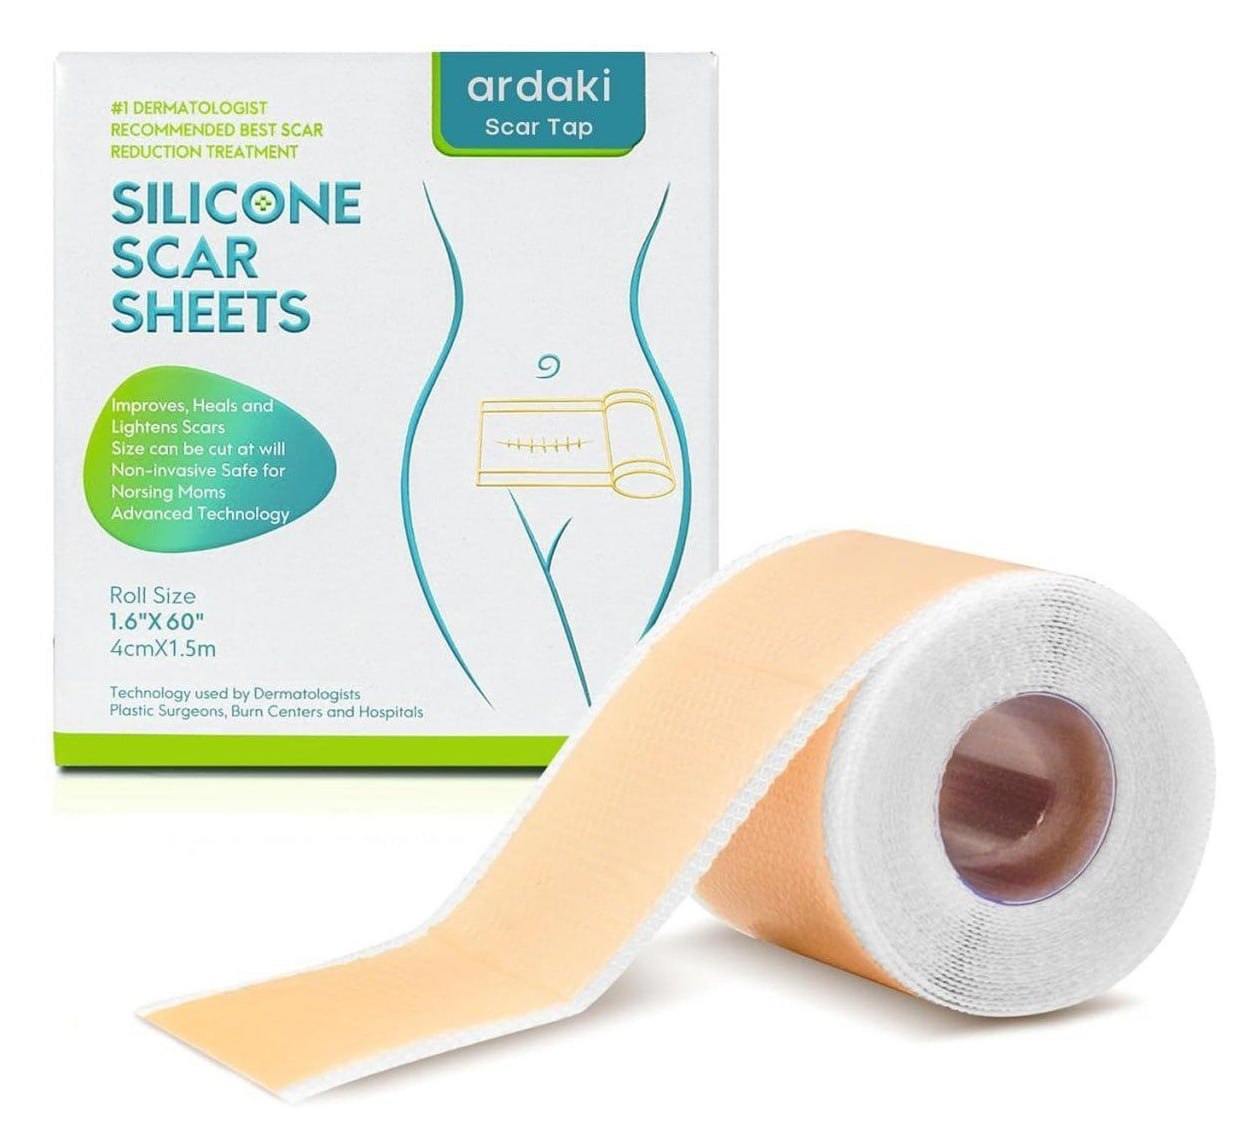 ardaki
Scar Tap
#1 DERMATOLOGIST
RECOMMENDED BEST SCAR
REDUCTION TREATMENT
SILICONE
SCAR
SHEETS
Improves, Heals and
Lightens Scars
Size can be cut at will
Non-invasive Safe for
Norsing Moms
Advanced Technology
Roll Size
1.6"X 60"
4cmX1.5m
Technology used by Dermatologists
Plastic Surgeons, Burn Centers and Hospitals